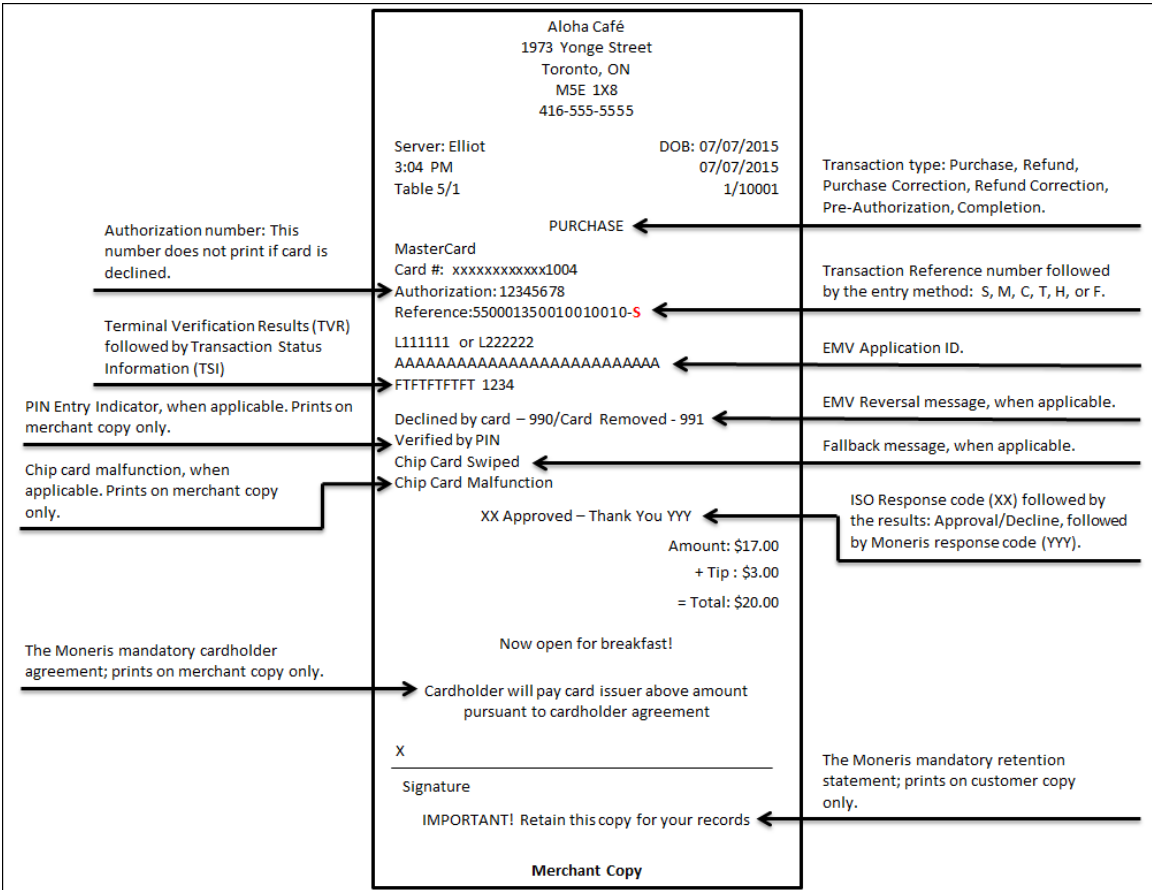 Aloha Café
1973 Yonge Street
Toronto, ON
M5E 1X8
416-555-5555
Server: Elliot DOB: 07/07/2015
3:04 PM 07/07/2015
Table 5/1 1/10001
Transaction type: Purchase, Refund,
Purchase Correction, Refund Correction,
Pre-Authorization, Completion.
PURCHASE
Authorization number: This
number does not print if card is
declined.
MasterCard
Card #: xxxxxxxxxxxx1004
Authorization:12345678
Reference:550001350010010010-S
Transaction Reference number followed
by the entry method: S, M, C, T, H, or F.
Terminal Verification Results (TVR)
followed by Transaction Status
Information (TSI)
L111111 or L222222
AAAAAAAAAAAAAAAAAAAAAAAAAA
FTFTFTFTFT 1234
EMV Application ID.
PIN Entry Indicator, when applicable. Prints on
merchant copy only.
EMV Reversal message, when applicable.
Declined by card – 990/Card Removed - 991
Verified by PIN
Chip Card Swiped
Chip Card Malfunction
Fallback message, when applicable.
Chip card malfunction, when
applicable. Prints on merchant copy
only.
ISO Response code (XX) followed by
the results: Approval/Decline, followed
by Moneris response code (YYY).
XX Approved – Thank You YYY
Amount: $17.00
+ Tip : $3.00
= Total: $20.00
Now open for breakfast!
The Moneris mandatory cardholder
agreement; prints on merchant copy only.
Cardholder will pay card issuer above amount
pursuant to cardholder agreement
X
Signature
The Moneris mandatory retention
statement; prints on customer copy
only.
IMPORTANT! Retain this copy for your records
Merchant Copy